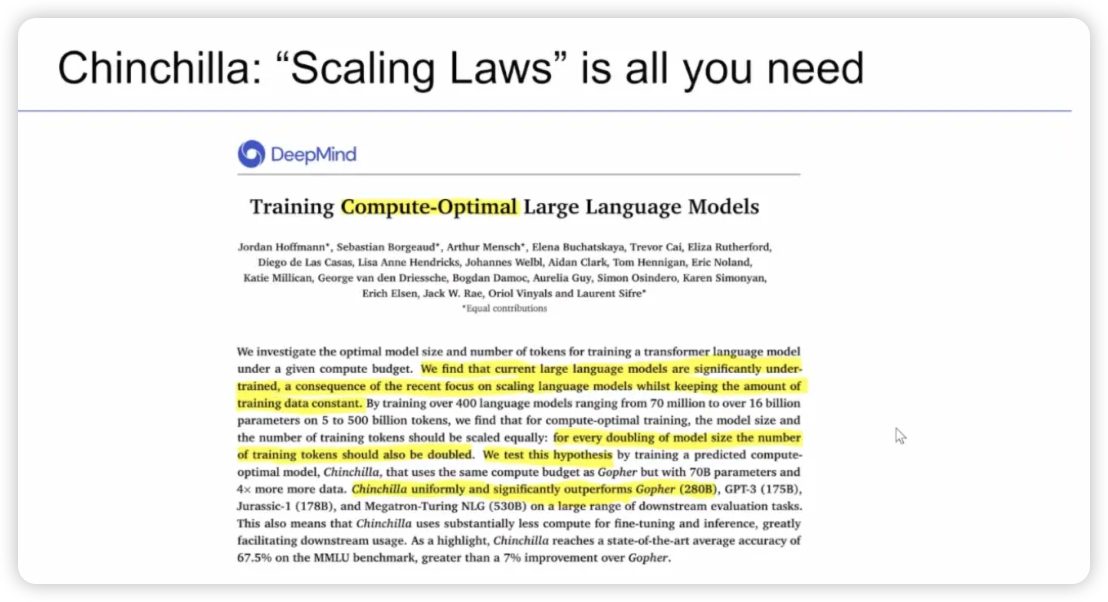 Chinchilla: “Scaling Laws” is all you need
DeepMind
Training Compute-Optimal Large Language Models
Jordan Hoffmann*, Sebastian Borgeaud*, Arthur Mensch*, Elena Buchatskaya, Trevor Cai, Eliza Rutherford,
Diego de Las Casas, Lisa Anne Hendricks, Johannes Welbl, Aidan Clark, Tom Hennigan, Eric Noland,
Katie Millican, George van den Driessche, Bogdan Damoc, Aurelia Guy, Simon Osindero, Karen Simonyan,
Erich Elsen, Jack W. Rae, Oriol Vinyals and Laurent Sifre*
*Equal contributions
We investigate the optimal model size and number of tokens for training a transformer language model
under a given compute budget. We find that current large language models are significantly under-
trained, a consequence of the recent focus on scaling language models whilst keeping the amount of
training data constant. By training over 400 language models ranging from 70 million to over 16 billion
parameters on 5 to 500 billion tokens, we find that for compute-optimal training, the model size and
the number of training tokens should be scaled equally: for every doubling of model size the number
of training tokens should also be doubled. We test this hypothesis by training a predicted compute-
optimal model, Chinchilla, that uses the same compute budget as Gopher but with 70B parameters and
4× more more data. Chinchilla uniformly and significantly outperforms Gopher (280B), GPT-3 (175B),
Jurassic-1 (178B), and Megatron-Turing NLG (530B) on a large range of downstream evaluation tasks.
This also means that Chinchilla uses substantially less compute for fine-tuning and inference, greatly
facilitating downstream usage. As a highlight, Chinchilla reaches a state-of-the-art average accuracy of
67.5% on the MMLU benchmark, greater than a 7% improvement over Gopher.